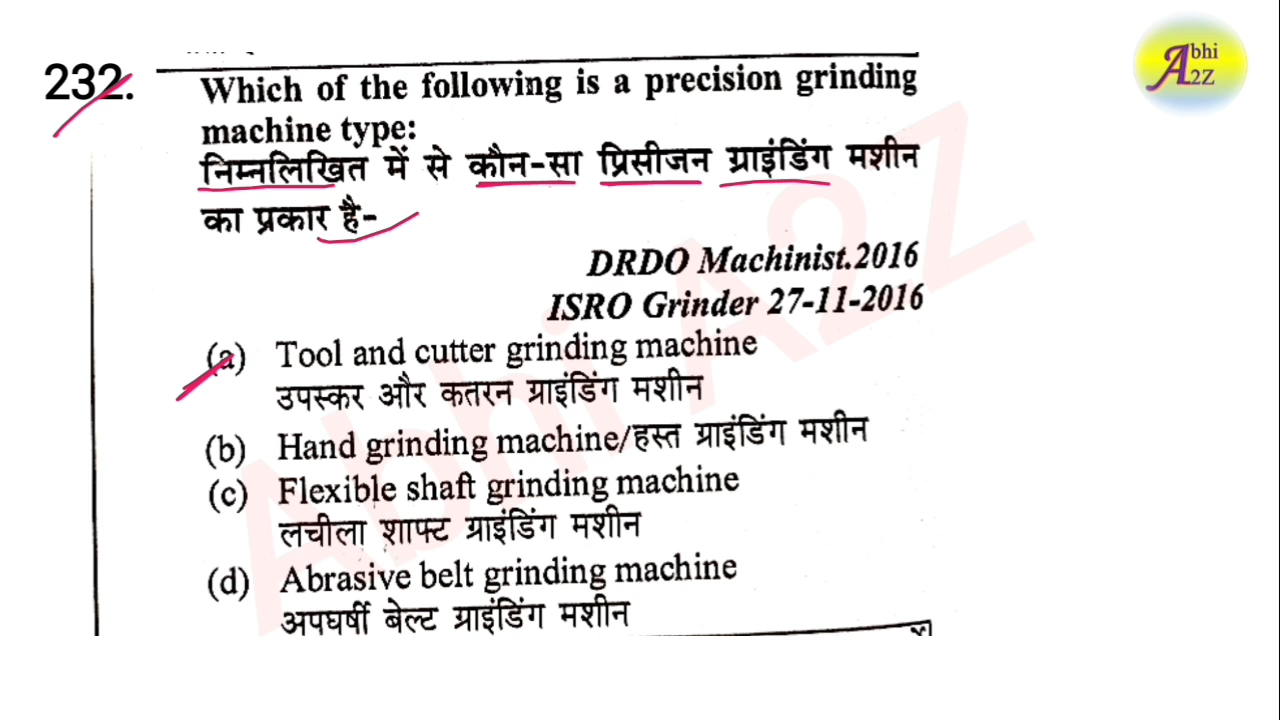 232.
Which of the following is a precision grinding
machine type:
निम्नलिखित में से कौन-सा प्रिसीजन ग्राइंडिंग मशीन
का प्रकार है-
DRDO Machinist.2016
ISRO Grinder 27-11-2016
(a) Tool and cutter grinding machine
उपस्कर और कतरन ग्राइंडिंग मशीन
(b) Hand grinding machine/हस्त ग्राइंडिंग मशीन
(c) Flexible shaft grinding machine
लचीला शाफ्ट ग्राइंडिंग मशीन
(d) Abrasive belt grinding machine
अपघर्षी बेल्ट ग्राइंडिंग मशीन
Abhi A2Z
Abhi A2Z